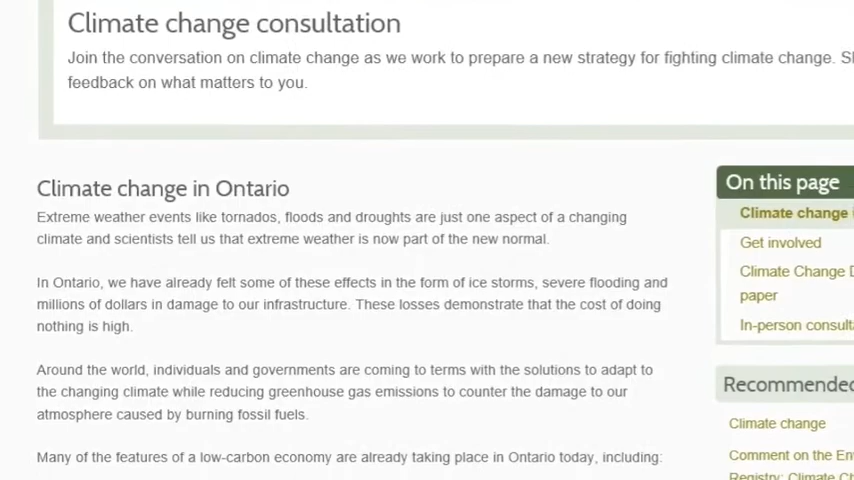 Climate change consultation
Join the conversation on climate change as we work to prepare a new strategy for fighting climate change.
feedback on what matters to you.
Climate change in Ontario
Extreme weather events like tornados, floods and droughts are just one aspect of a changing
climate and scientists tell us that extreme weather is now part of the new normal.
In Ontario, we have already felt some of these effects in the form of ice storms, severe flooding and
millions of dollars in damage to our infrastructure. These losses demonstrate that the cost of doing
nothing is high.
Around the world, individuals and governments are coming to terms with the solutions to adapt to
the changing climate while reducing greenhouse gas emissions to counter the damage to our
atmosphere caused by burning fossil fuels.
Many of the features of a low-carbon economy are already taking place in Ontario today, including:
On this page
Climate change
Get involved
Climate Change
paper
In-person
Recommended
Climate change
Comment on the
Registry: Climate